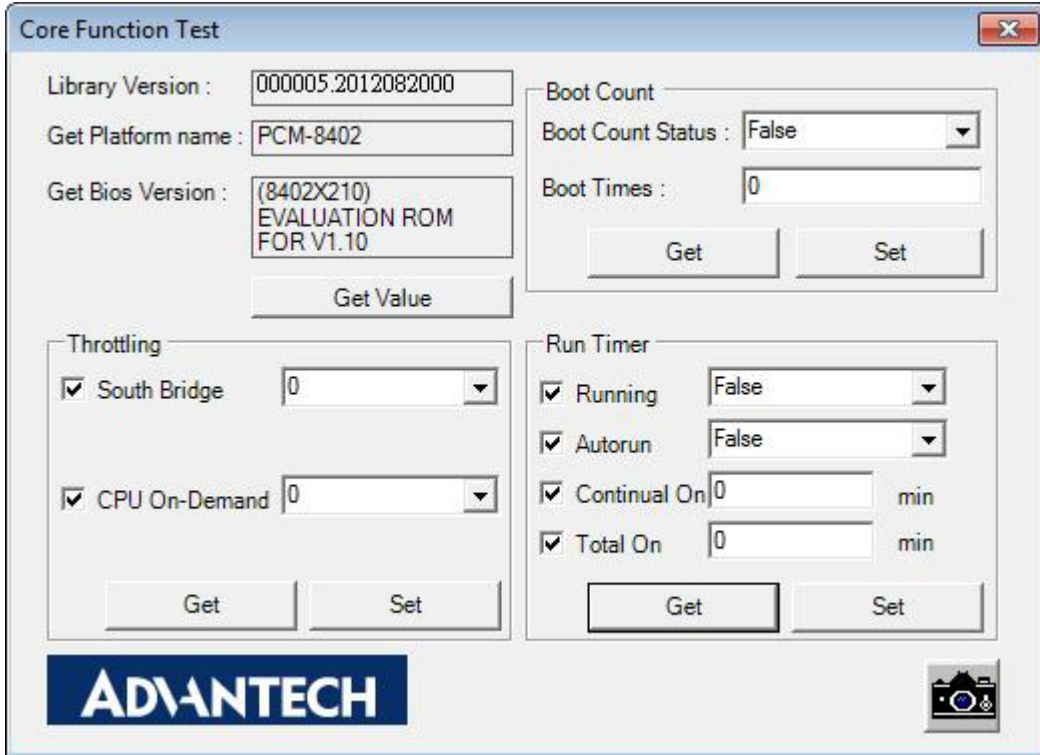 Core Function Test
Library Version :
000005.2012082000
Get Platform name :
PCM-8402
Get Bios Version :
(8402X210)
EVALUATION ROM
FOR V1.10
Get Value
Boot Count
Boot Count Status :
False
Boot Times :
0
Get
Set
Throttling
South Bridge
0
CPU On-Demand
0
Get
Set
Run Timer
Running
False
Autorun
False
Continual On
0
min
Total On
0
min
Get
Set
ADVANTECH